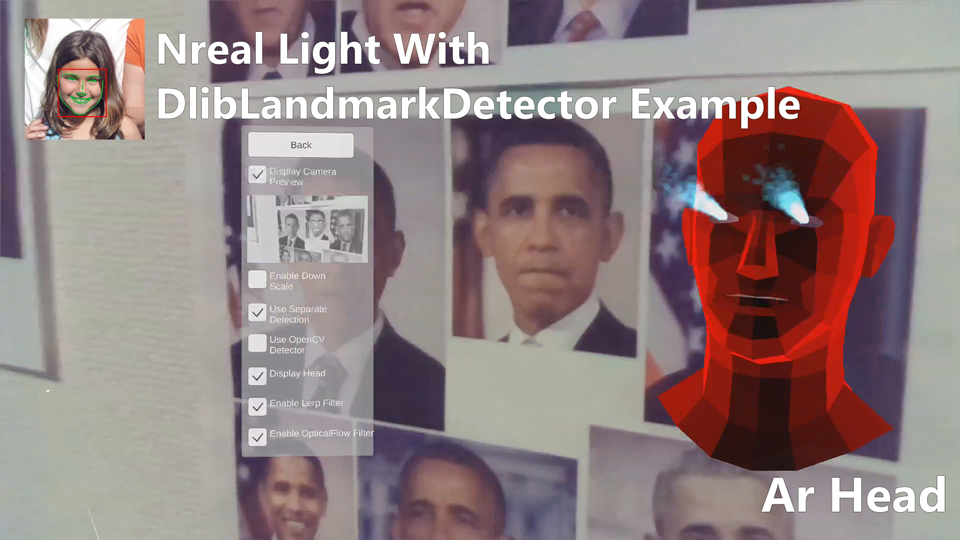 Nreal Light With
DlibLandmarkDetector Example
Back
Display Camera
Preview
Enable Down
Scale
Use Separate
Detection
Use OpenCV
Detector
Display Head
Enable Lerp Filter
Enable OpticalFlow Filter
Ar Head